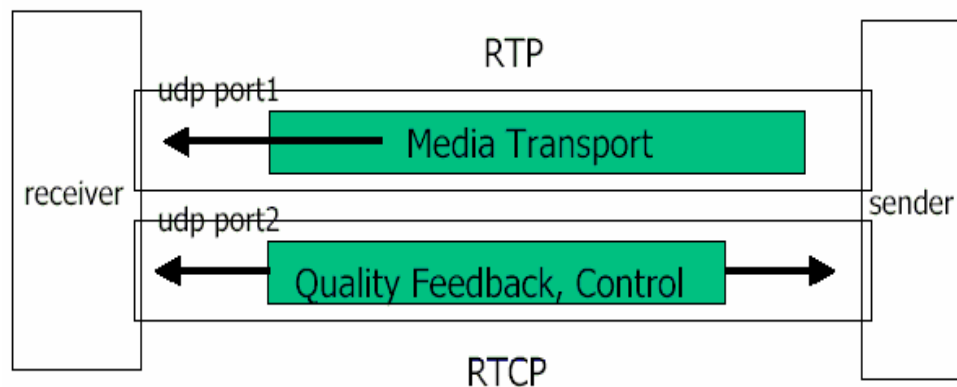 RTP
udp port1
Media Transport
receiver
sender
udp port2
Quality Feedback, Control
RTCP